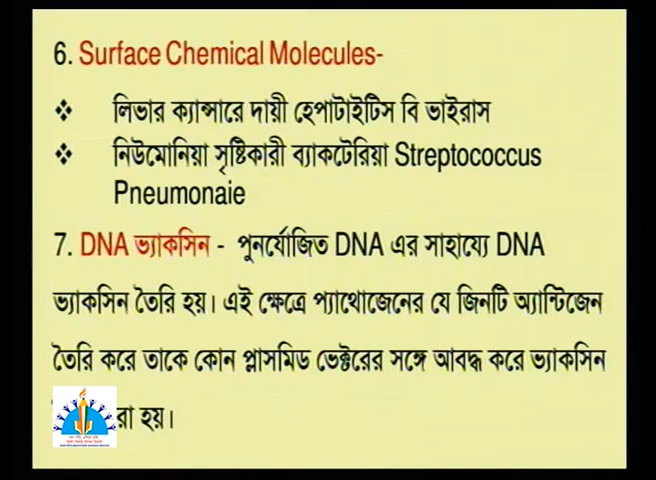 6. Surface Chemical Molecules-
❖ লিভার ক্যান্সারে দায়ী হেপাটাইটিস বি ভাইরাস
❖ নিউমোনিয়া সৃষ্টিকারী ব্যাকটেরিয়া Streptococcus
Pneumonaie
7. DNA ভ্যাকসিন - পুনর্যোজিত DNA এর সাহায্যে DNA
ভ্যাকসিন তৈরি হয়। এই ক্ষেত্রে প্যাথোজেনের যে জিনটি অ্যান্টিজেন
তৈরি করে তাকে কোন প্লাসমিড ভেক্টরের সঙ্গে আবদ্ধ করে ভ্যাকসিন
হয়।